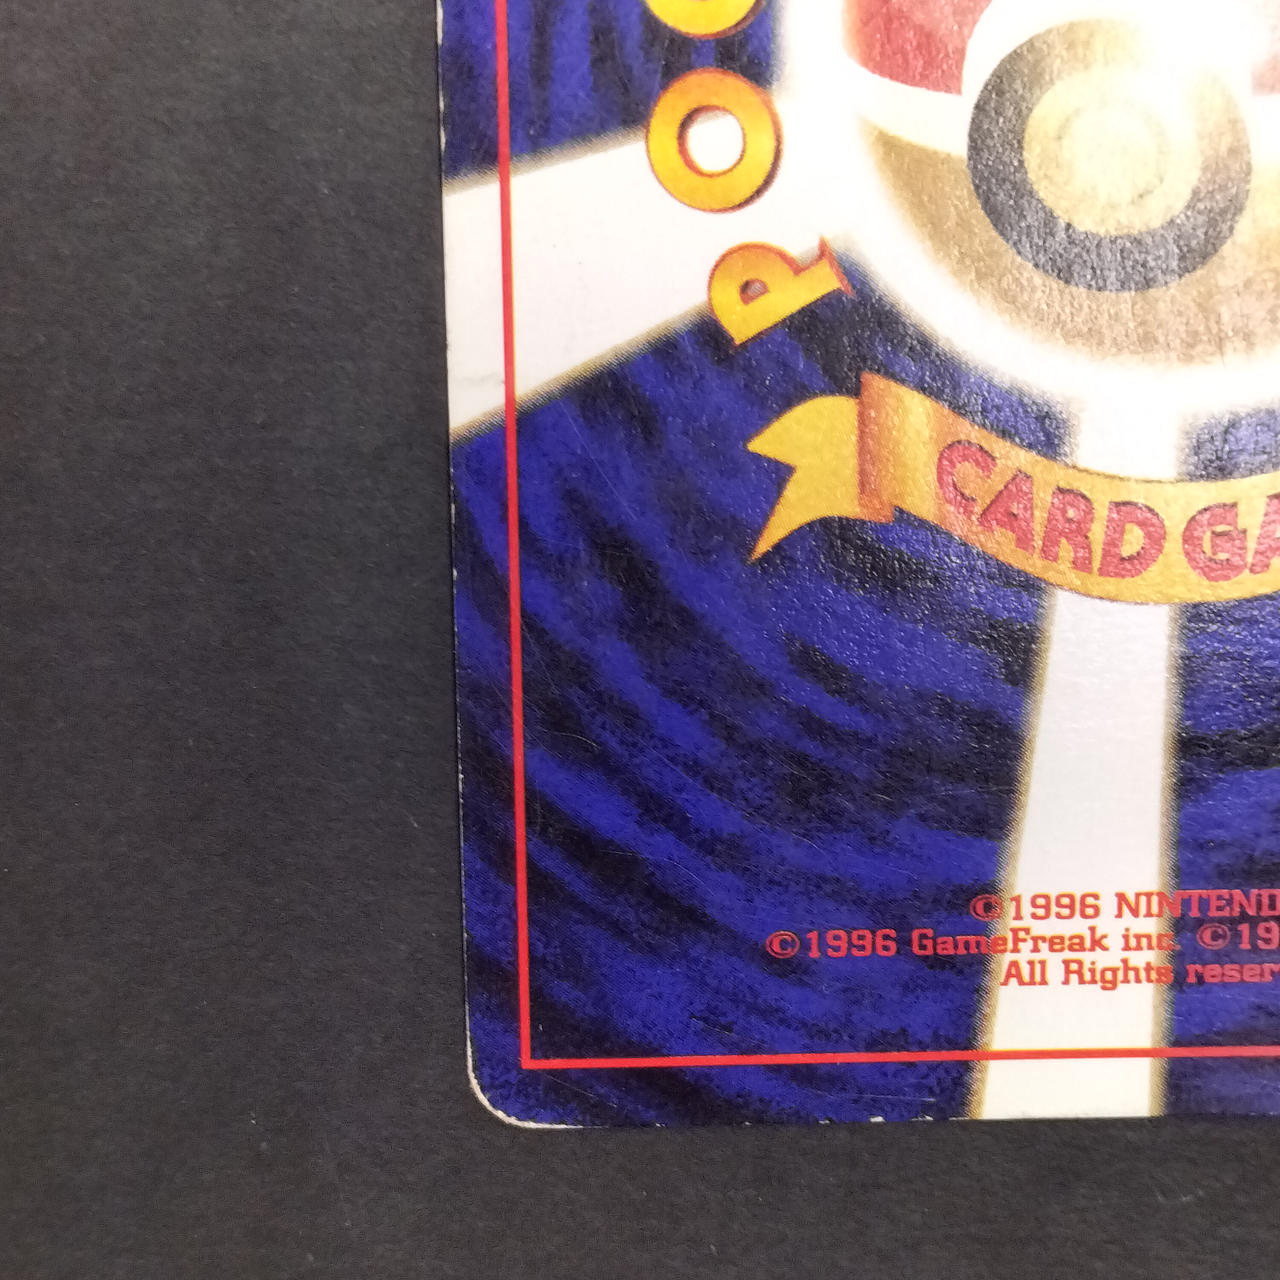 PO
CARD GA
©1996 NINTEND
©1996 GameFreak inc. ©19
All Rights reser